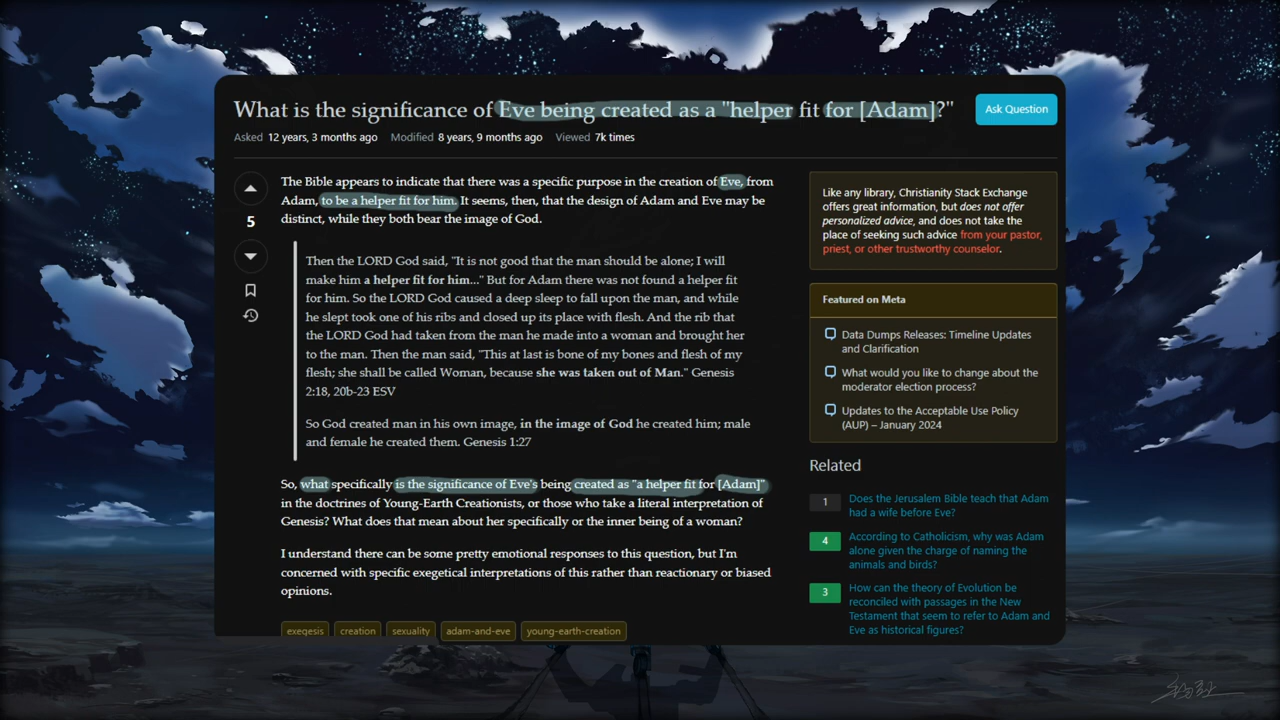 What is the significance of Eve being created as a "helper fit for [Adam]?"
Ask Question
Asked 12 years, 3 months ago Modified 8 years, 9 months ago Viewed 7k times
5
The Bible appears to indicate that there was a specific purpose in the creation of Eve, from
Adam, to be a helper fit for him. It seems, then, that the design of Adam and Eve may be
distinct, while they both bear the image of God.
Then the LORD God said, "It is not good that the man should be alone; I will
make him a helper fit for him..." But for Adam there was not found a helper fit
for him. So the LORD God caused a deep sleep to fall upon the man, and while
he slept took one of his ribs and closed up its place with flesh. And the rib that
the LORD God had taken from the man he made into a woman and brought her
to the man. Then the man said, "This at last is bone of my bones and flesh of my
flesh; she shall be called Woman, because she was taken out of Man." Genesis
2:18, 20b-23 ESV
So God created man in his own image, in the image of God he created him; male
and female he created them. Genesis 1:27
So, what specifically is the significance of Eve's being created as "a helper fit for [Adam]"
in the doctrines of Young-Earth Creationists, or those who take a literal interpretation of
Genesis? What does that mean about her specifically or the inner being of a woman?
I understand there can be some pretty emotional responses to this question, but I'm
concerned with specific exegetical interpretations of this rather than reactionary or biased
opinions.
exegesis creation sexuality adam-and-eve young-earth-creation
Like any library, Christianity Stack Exchange
offers great information, but does not offer
personalized advice, and does not take the
place of seeking such advice from your pastor,
priest, or other trustworthy counselor.
Featured on Meta
Data Dumps Releases: Timeline Updates
and Clarification
What would you like to change about the
moderator election process?
Updates to the Acceptable Use Policy
(AUP) – January 2024
Related
1 Does the Jerusalem Bible teach that Adam
had a wife before Eve?
4 According to Catholicism, why was Adam
alone given the charge of naming the
animals and birds?
3 How can the theory of Evolution be
reconciled with passages in the New
Testament that seem to refer to Adam and
Eve as historical figures?